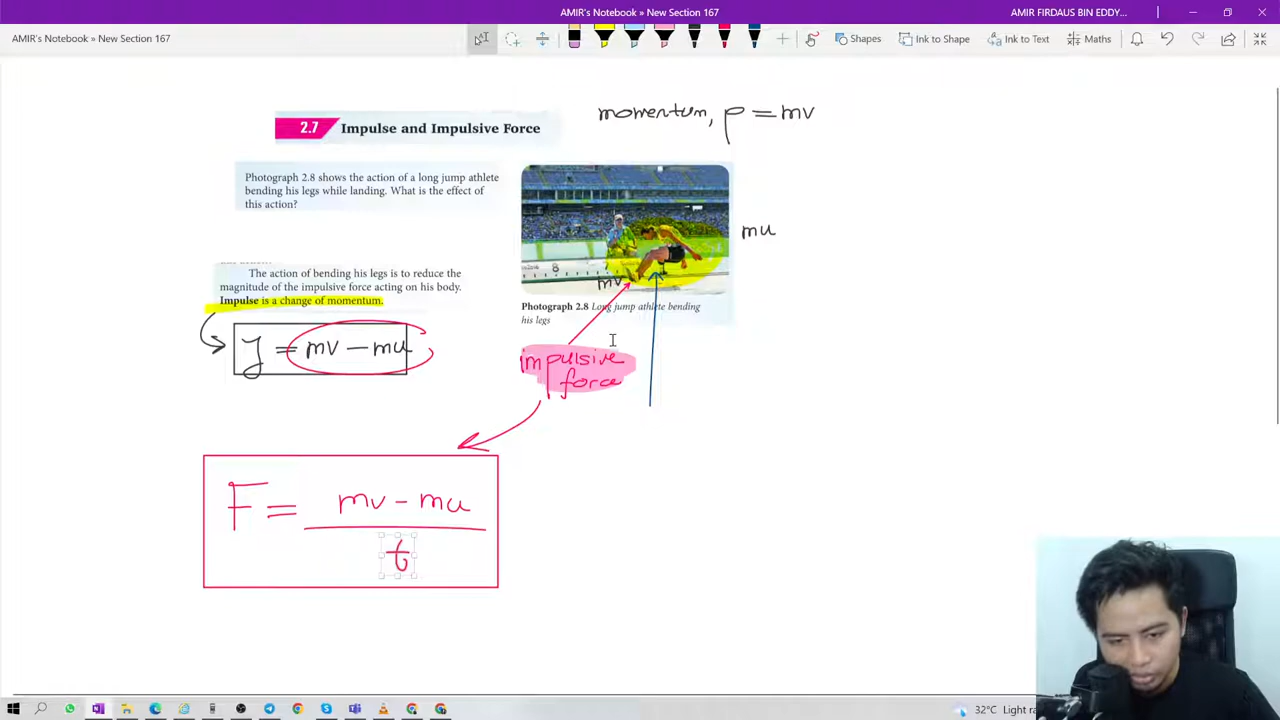 AMIR's Notebook » New Section 167
AMIR FIRDAUS BIN EDDY...
AMIR's Notebook » New Section 167
Shapes
Ink to Shape
Ink to Text
Maths
momentum, p = mv
2.7 Impulse and Impulsive Force
Photograph 2.8 shows the action of a long jump athlete
bending his legs while landing. What is the effect of
this action?
mu
8
mv
The action of bending his legs is to reduce the
magnitude of the impulsive force acting on his body.
Impulse is a change of momentum.
Photograph 2.8 Long jump athlete bending
his legs
J = mv - mu
impulsive
force
F = mv - mu
t
32°C Light ra